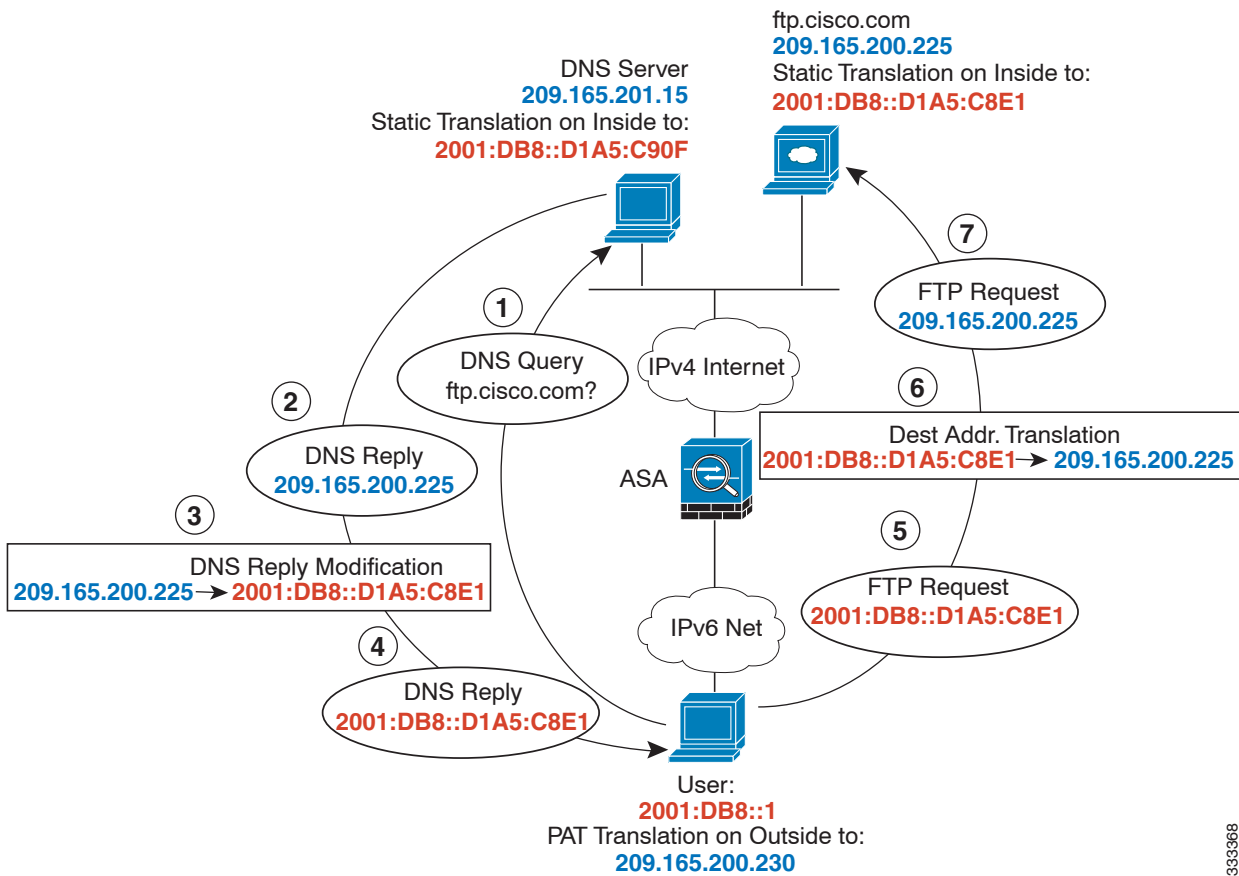 ftp.cisco.com
209.165.200.225
Static Translation on Inside to:
2001:DB8::D1A5:C8E1
DNS Server
209.165.201.15
Static Translation on Inside to:
2001:DB8::D1A5:C90F
1
DNS Query
ftp.cisco.com?
2
DNS Reply
209.165.200.225
3
DNS Reply Modification
209.165.200.225 → 2001:DB8::D1A5:C8E1
4
DNS Reply
2001:DB8::D1A5:C8E1
IPv4 Internet
ASA
IPv6 Net
7
FTP Request
209.165.200.225
6
Dest Addr. Translation
2001:DB8::D1A5:C8E1 → 209.165.200.225
5
FTP Request
2001:DB8::D1A5:C8E1
User:
2001:DB8::1
PAT Translation on Outside to:
209.165.200.230
333368